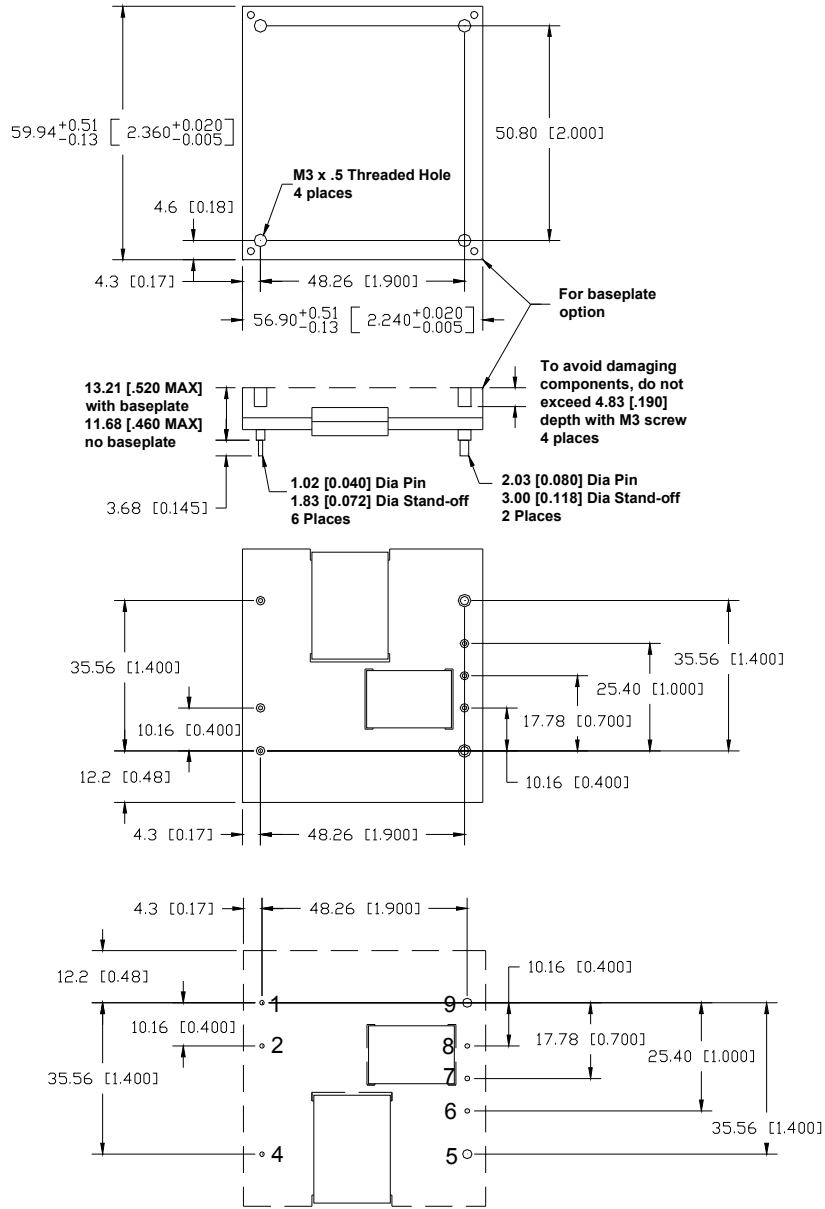 59.94 +0.51 -0.13 [ 2.360 +0.020 -0.005 ]
50.80 [2.000]
M3 x .5 Threaded Hole
4 places
4.6 [0.18]
4.3 [0.17]
48.26 [1.900]
56.90 +0.51 -0.13 [ 2.240 +0.020 -0.005 ]
For baseplate
option
13.21 [.520 MAX]
with baseplate
11.68 [.460 MAX]
no baseplate
To avoid damaging
components, do not
exceed 4.83 [.190]
depth with M3 screw
4 places
3.68 [0.145]
1.02 [0.040] Dia Pin
1.83 [0.072] Dia Stand-off
6 Places
2.03 [0.080] Dia Pin
3.00 [0.118] Dia Stand-off
2 Places
35.56 [1.400]
10.16 [0.400]
12.2 [0.48]
35.56 [1.400]
25.40 [1.000]
17.78 [0.700]
10.16 [0.400]
4.3 [0.17]
48.26 [1.900]
4.3 [0.17]
48.26 [1.900]
12.2 [0.48]
10.16 [0.400]
1
9
10.16 [0.400]
2
8
17.78 [0.700]
25.40 [1.000]
35.56 [1.400]
7
6
35.56 [1.400]
4
5